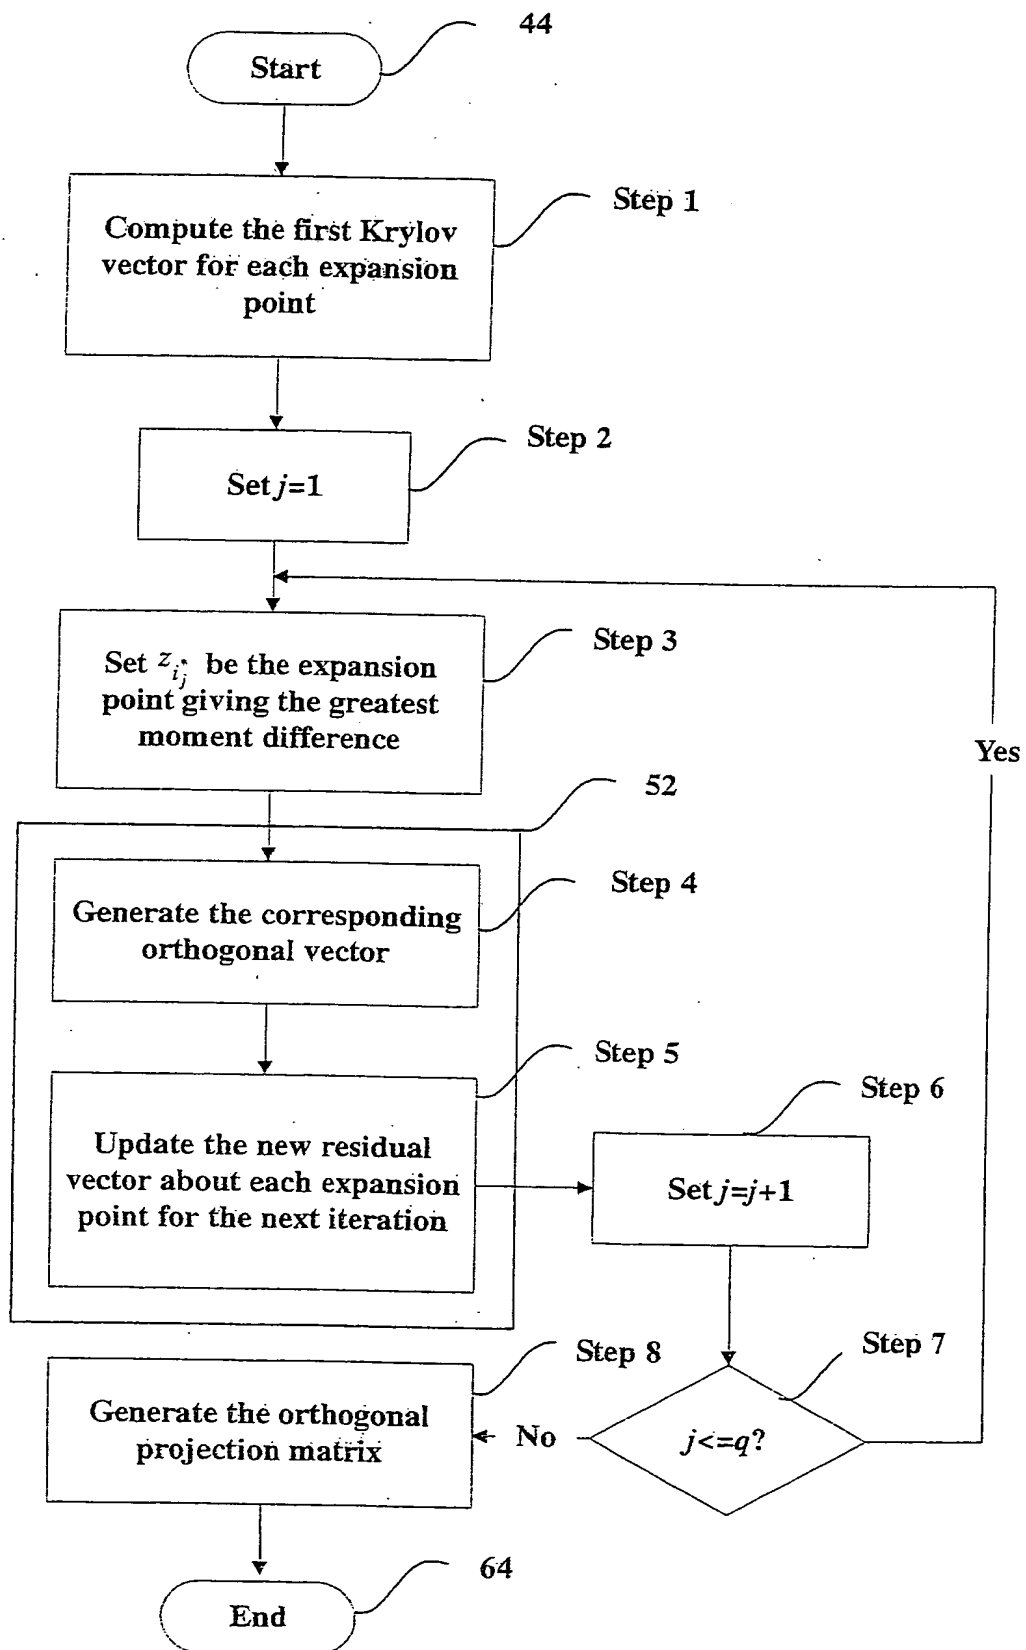 44
Start
Step 1
Compute the first Krylov
vector for each expansion
point
Step 2
Set j=1
Step 3
Set z_{i_j^*} be the expansion
point giving the greatest
moment difference
Yes
52
Step 4
Generate the corresponding
orthogonal vector
Step 5
Step 6
Update the new residual
vector about each expansion
point for the next iteration
Set j=j+1
Step 7
Step 8
Generate the orthogonal
projection matrix
No
j<=q?
64
End